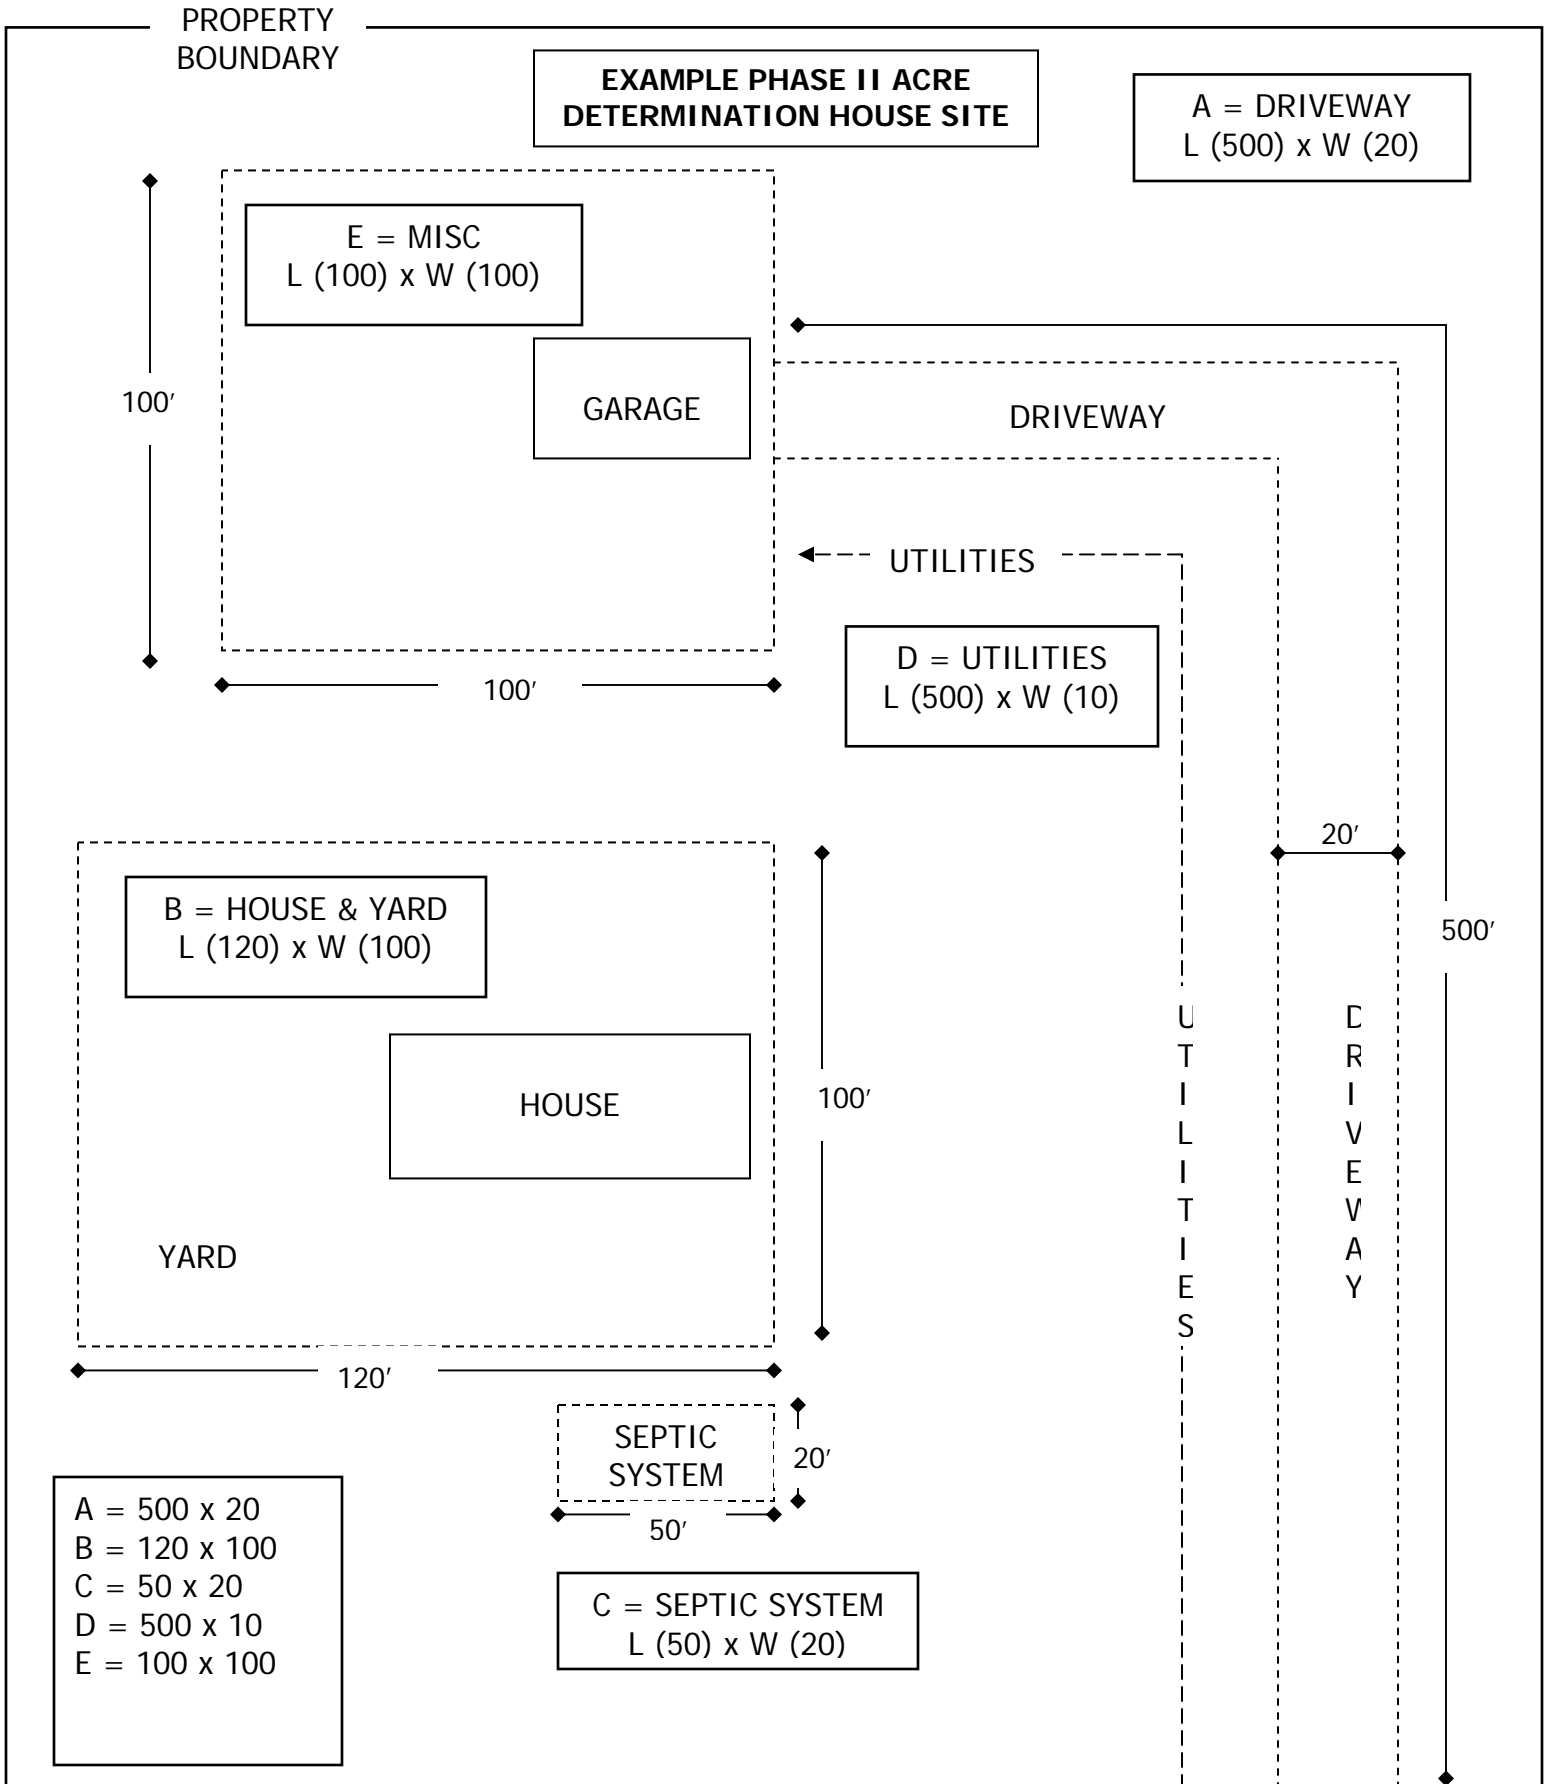 PROPERTY
BOUNDARY
EXAMPLE PHASE II ACRE
DETERMINATION HOUSE SITE
A = DRIVEWAY
L (500) x W (20)
E = MISC
L (100) x W (100)
100′
GARAGE
DRIVEWAY
UTILITIES
D = UTILITIES
L (500) x W (10)
100′
20′
B = HOUSE & YARD
L (120) x W (100)
500′
U
T
I
L
I
T
I
E
S
D
R
I
V
E
W
A
Y
HOUSE
100′
YARD
120′
SEPTIC
SYSTEM
20′
50′
A = 500 x 20
B = 120 x 100
C = 50 x 20
D = 500 x 10
E = 100 x 100
C = SEPTIC SYSTEM
L (50) x W (20)